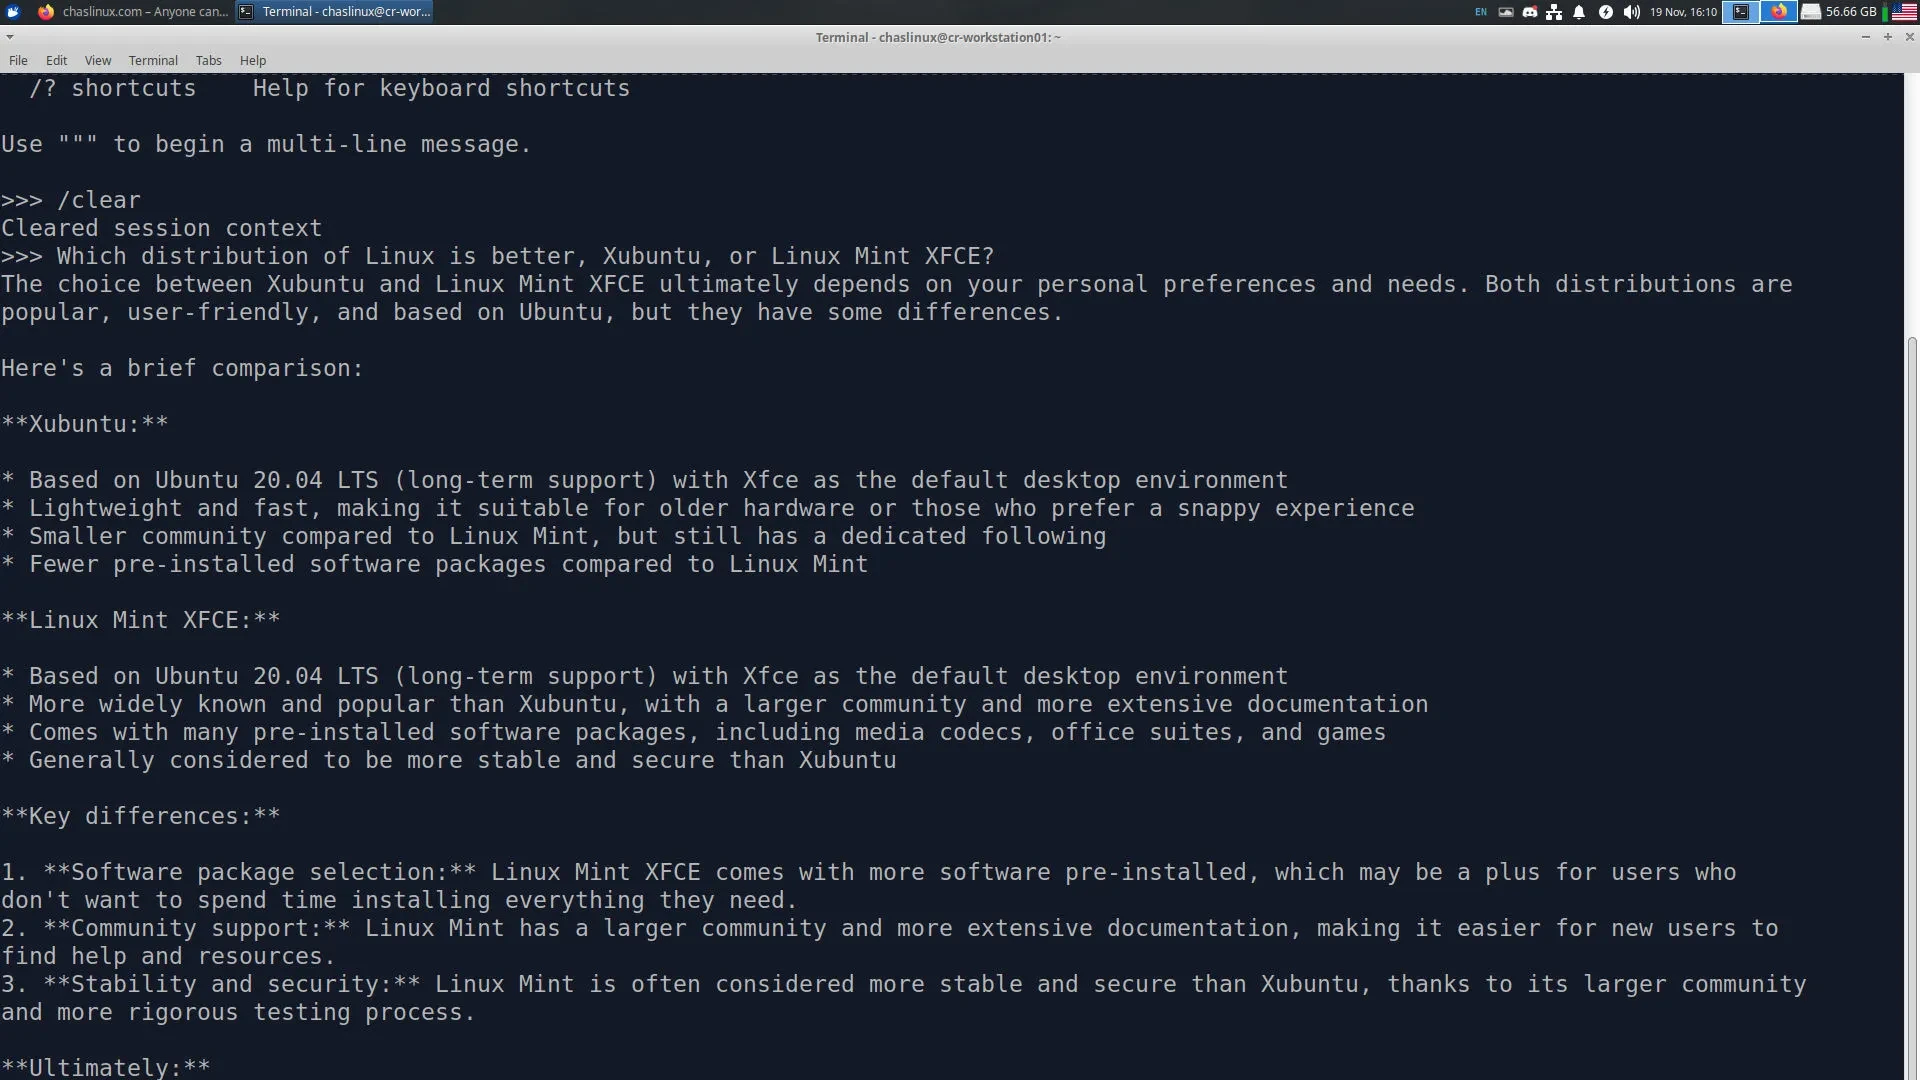 chaslinux.com – Anyone can... Terminal - chaslinux@cr-wor... EN 19 Nov, 16:10 56.66 GB
Terminal - chaslinux@cr-workstation01: ~
File Edit View Terminal Tabs Help
/? shortcuts    Help for keyboard shortcuts
Use """ to begin a multi-line message.
>>> /clear
Cleared session context
>>> Which distribution of Linux is better, Xubuntu, or Linux Mint XFCE?
The choice between Xubuntu and Linux Mint XFCE ultimately depends on your personal preferences and needs. Both distributions are
popular, user-friendly, and based on Ubuntu, but they have some differences.
Here's a brief comparison:
**Xubuntu:**
* Based on Ubuntu 20.04 LTS (long-term support) with Xfce as the default desktop environment
* Lightweight and fast, making it suitable for older hardware or those who prefer a snappy experience
* Smaller community compared to Linux Mint, but still has a dedicated following
* Fewer pre-installed software packages compared to Linux Mint
**Linux Mint XFCE:**
* Based on Ubuntu 20.04 LTS (long-term support) with Xfce as the default desktop environment
* More widely known and popular than Xubuntu, with a larger community and more extensive documentation
* Comes with many pre-installed software packages, including media codecs, office suites, and games
* Generally considered to be more stable and secure than Xubuntu
**Key differences:**
1. **Software package selection:** Linux Mint XFCE comes with more software pre-installed, which may be a plus for users who
don't want to spend time installing everything they need.
2. **Community support:** Linux Mint has a larger community and more extensive documentation, making it easier for new users to
find help and resources.
3. **Stability and security:** Linux Mint is often considered more stable and secure than Xubuntu, thanks to its larger community
and more rigorous testing process.
**Ultimately:**